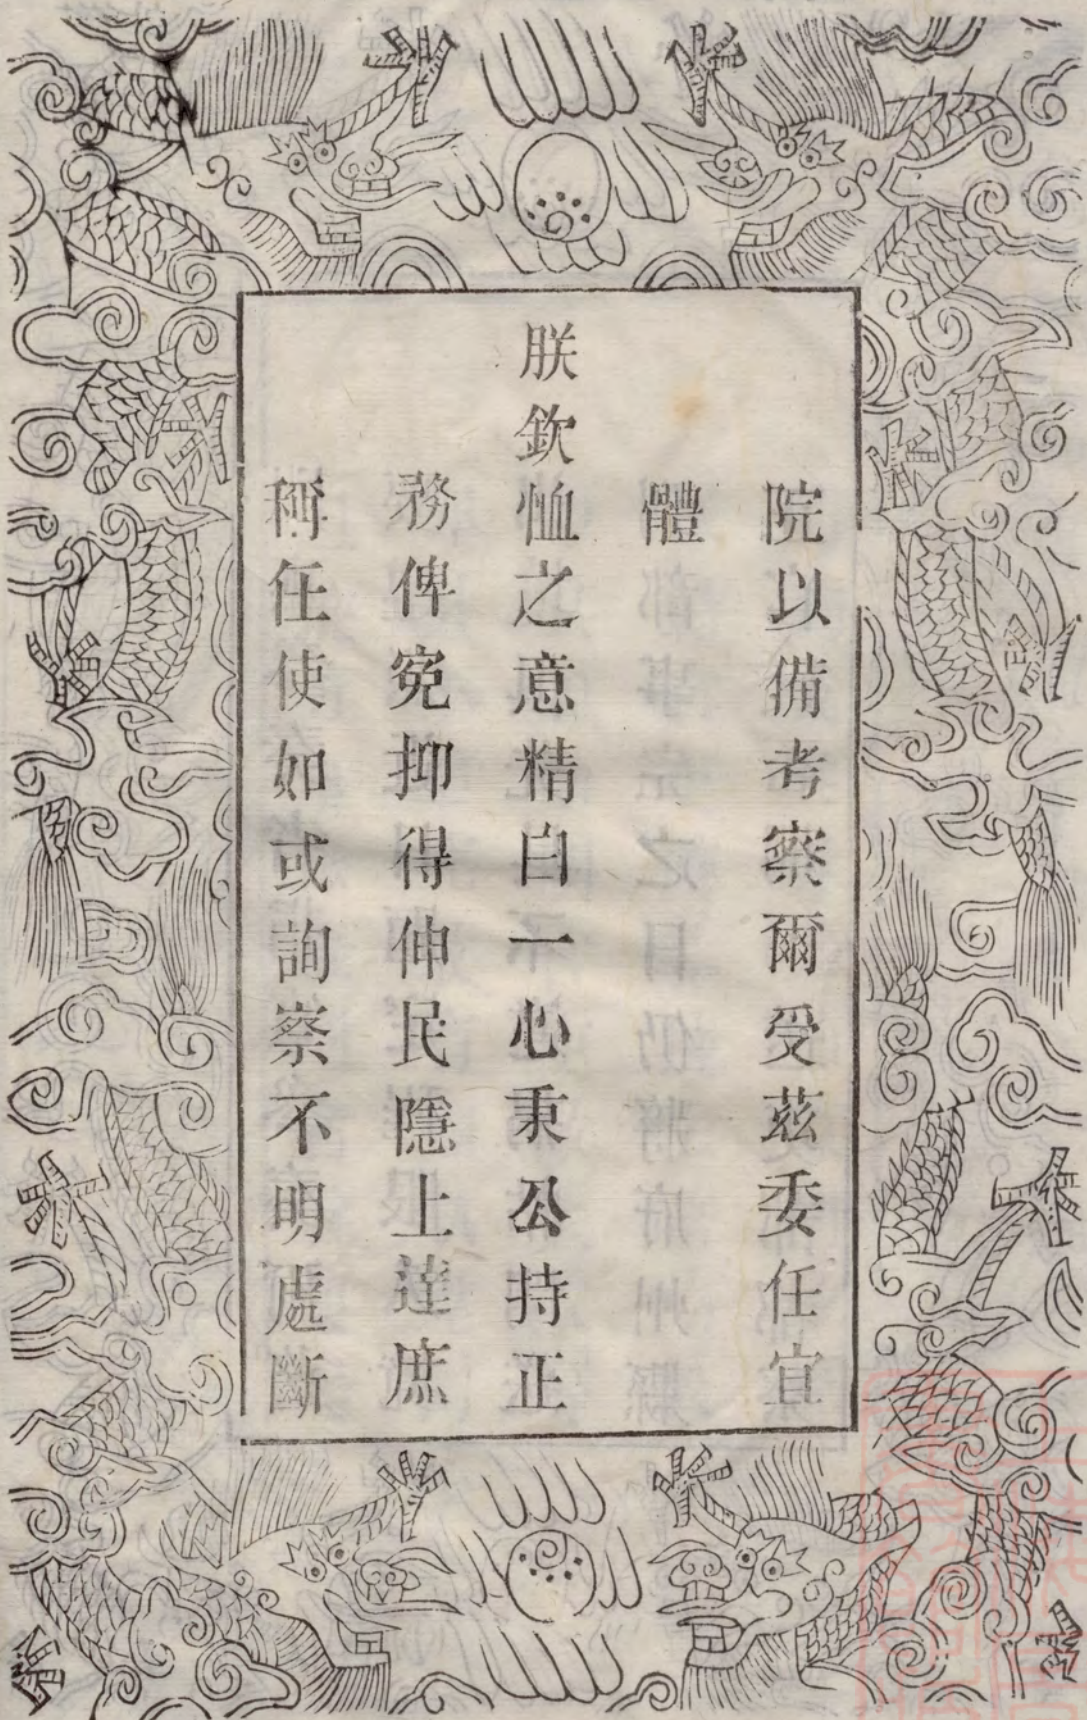 院以備考察爾受茲委任宜
體
朕欽恤之意精白一心秉公持正
務俾寃抑得伸民隱上達庶
稱任使如或詢察不明處斷